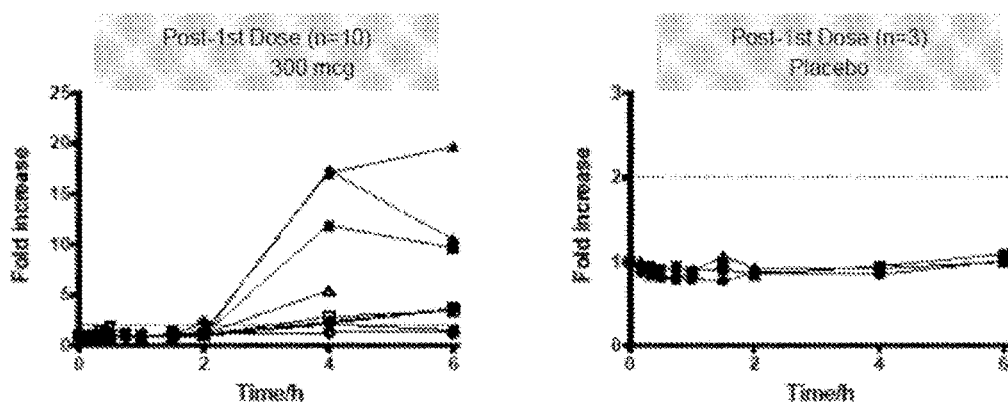 Post-1st Dose (n=10)
300 mcg
25
20
15
10
5
0
Fold increase
0 2 4 6
Time/h
Post-1st Dose (n=3)
Placebo
3
2
1
0
Fold increase
0 2 4 6
Time/h